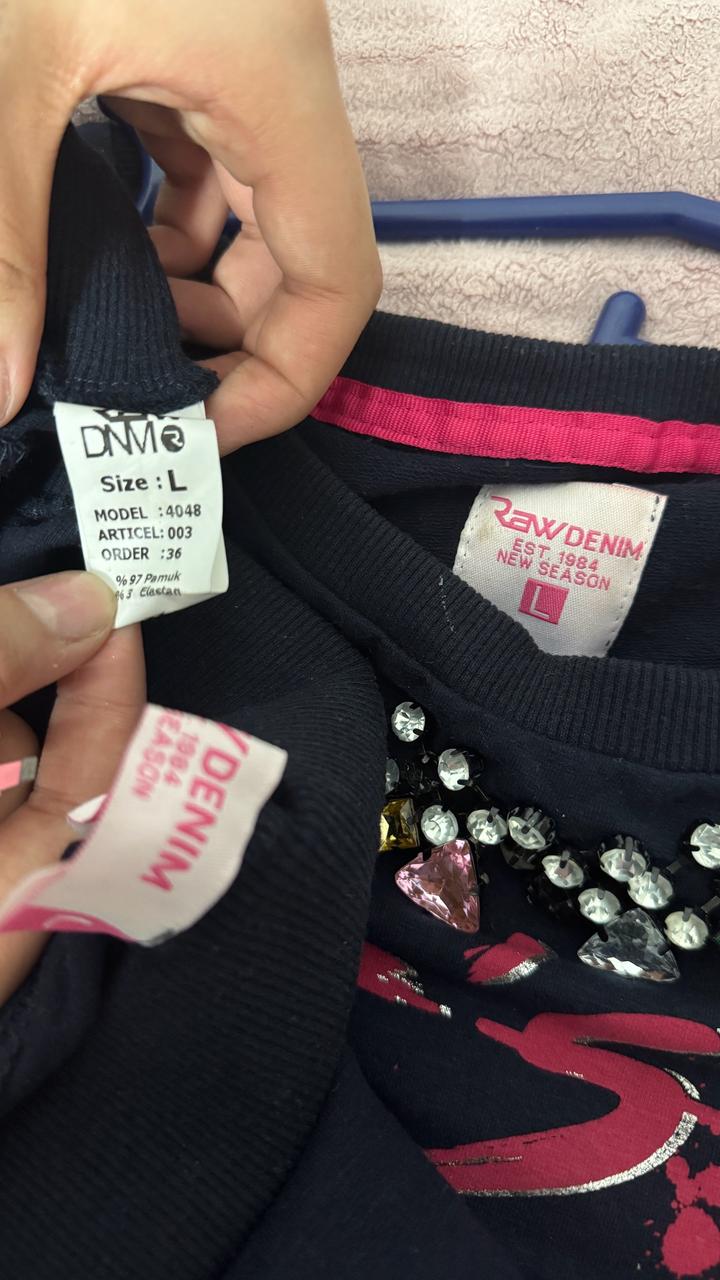 DNM R
Size : L
MODEL :4048
ARTICEL: 003
ORDER :36
%97 Pamuk
%3 Elastan
RAW DENIM
EST. 1984
NEW SEASON
L
DENIM
1984
EASON